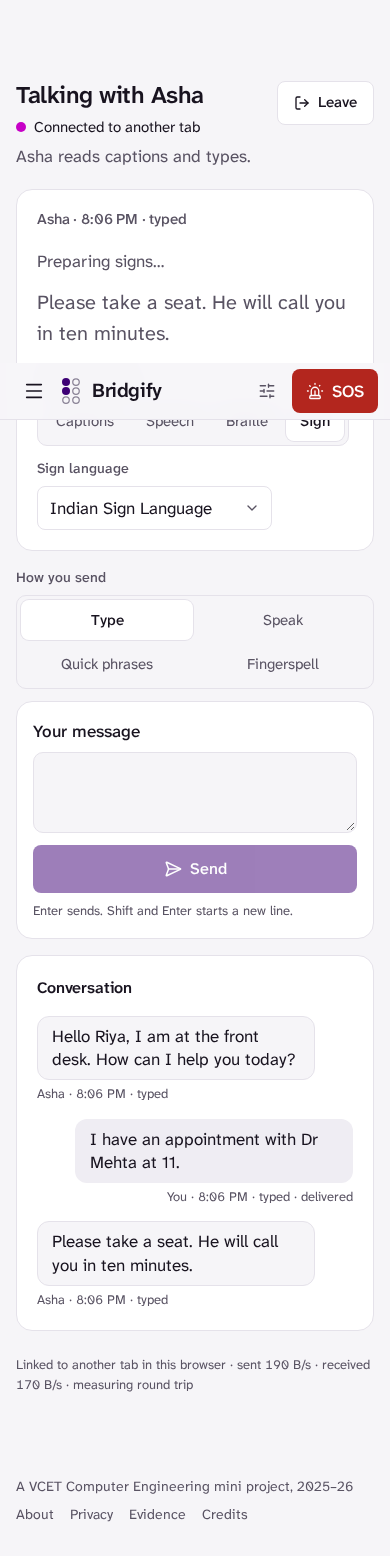 Talking with Asha
Leave
Connected to another tab
Asha reads captions and types.
Asha · 8:06 PM · typed
Preparing signs...
Please take a seat. He will call you
in ten minutes.
Bridgify
SOS
Captions Speech Braille Sign
Sign language
Indian Sign Language
How you send
Type Speak
Quick phrases Fingerspell
Your message
Send
Enter sends. Shift and Enter starts a new line.
Conversation
Hello Riya, I am at the front
desk. How can I help you today?
Asha · 8:06 PM · typed
I have an appointment with Dr
Mehta at 11.
You · 8:06 PM · typed · delivered
Please take a seat. He will call
you in ten minutes.
Asha · 8:06 PM · typed
Linked to another tab in this browser · sent 190 B/s · received
170 B/s · measuring round trip
A VCET Computer Engineering mini project, 2025–26
About Privacy Evidence Credits